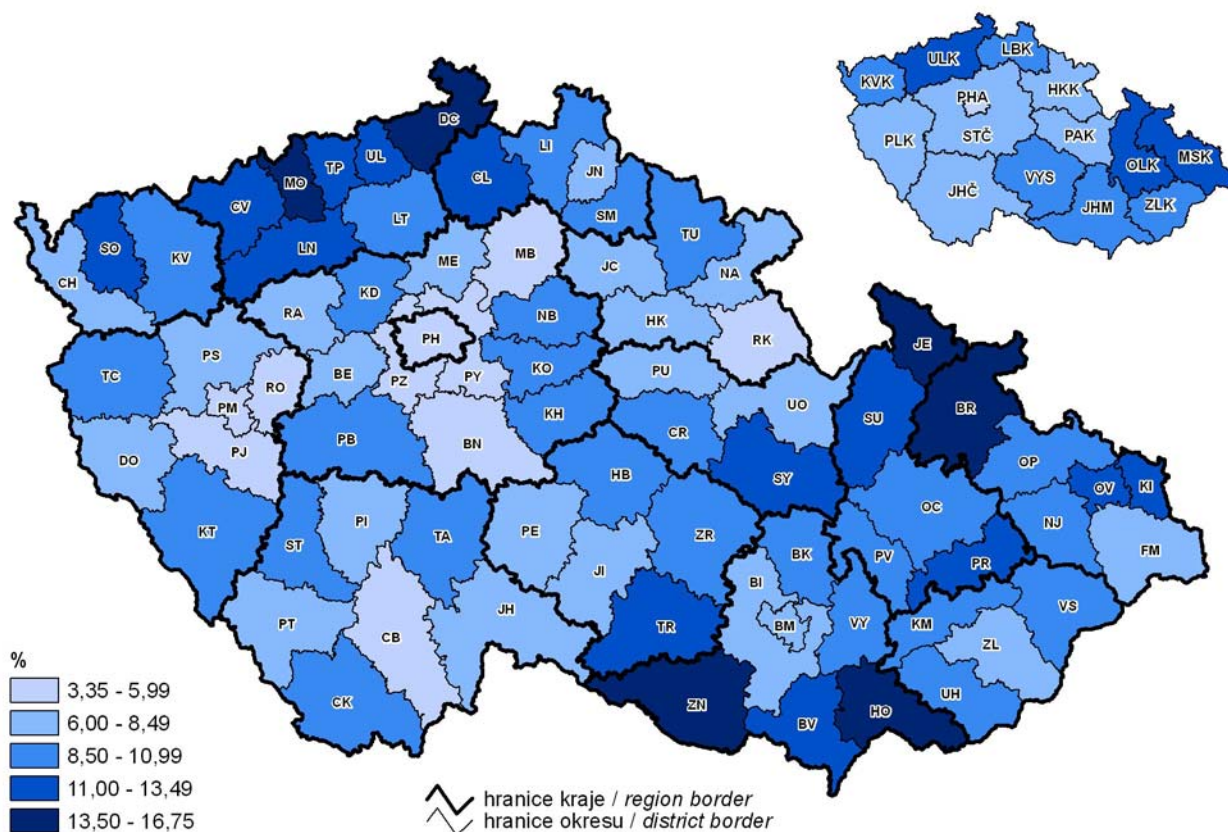 LBK
ULK
KVK
HKK
PHA
STČ
PLK
PAK
OLK
MSK
VYS
JHČ
JHM
ZLK
DC
LI
UL
TP
JN
MO
CL
CV
LT
SM
SO
KV
LN
TU
MB
ME
JC
CH
NA
KD
RA
NB
HK
PH
RK
JE
PS
KO
TC
RO
BE
PZ
PY
PU
UO
PM
SU
BR
KH
CR
PJ
PB
BN
DO
OP
HB
SY
OV
KI
OC
PI
NJ
KT
ST
TA
PE
ZR
BK
PV
FM
PR
JI
BI
VS
JH
PT
CB
TR
BM
VY
KM
ZL
UH
CK
ZN
BV
HO
%
3,35 - 5,99
6,00 - 8,49
8,50 - 10,99
11,00 - 13,49
13,50 - 16,75
hranice kraje / region border
hranice okresu / district border